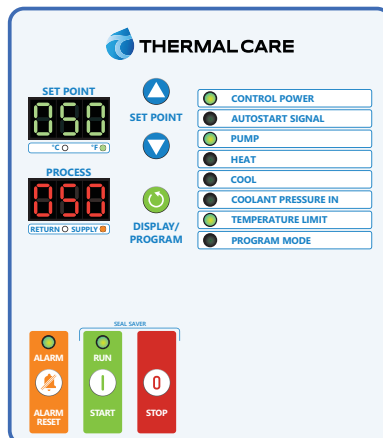 THERMALCARE
SET POINT
050
°C °F
PROCESS
050
RETURN SUPPLY
SET POINT
DISPLAY/
PROGRAM
CONTROL POWER
AUTOSTART SIGNAL
PUMP
HEAT
COOL
COOLANT PRESSURE IN
TEMPERATURE LIMIT
PROGRAM MODE
SEAL SAVER
ALARM
ALARM
RESET
RUN
START
0
STOP